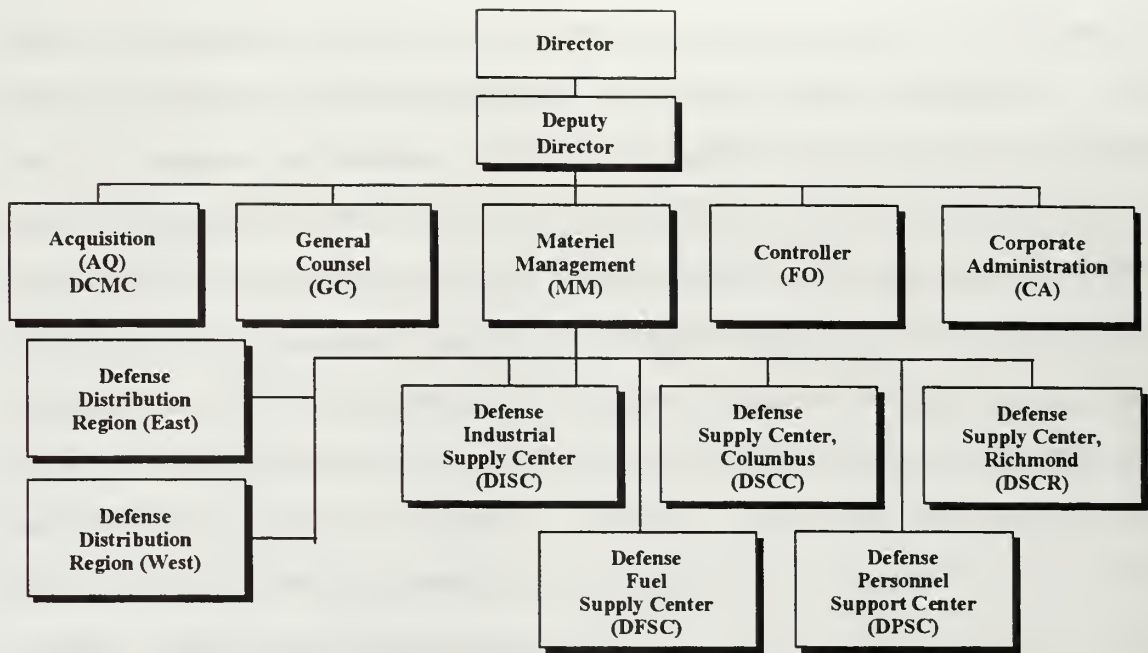 Director
Deputy
Director
Acquisition
(AQ)
DCMC
General
Counsel
(GC)
Materiel
Management
(MM)
Controller
(FO)
Corporate
Administration
(CA)
Defense
Distribution
Region (East)
Defense
Industrial
Supply Center
(DISC)
Defense
Supply Center,
Columbus
(DSCC)
Defense
Supply Center,
Richmond
(DSCR)
Defense
Distribution
Region (West)
Defense
Fuel
Supply Center
(DFSC)
Defense
Personnel
Support Center
(DPSC)